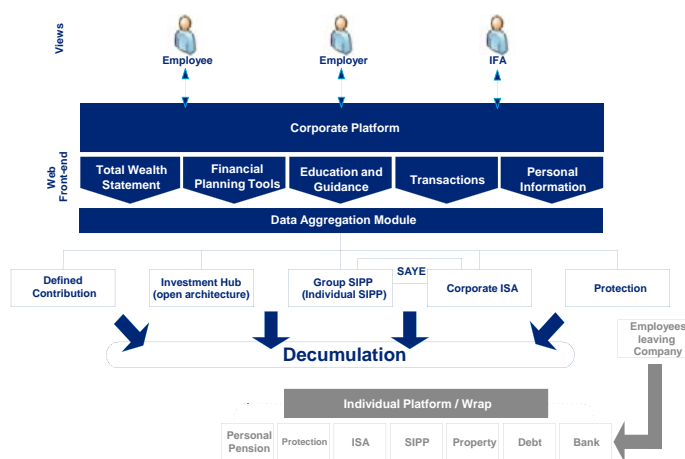 Views
Employee
Employer
IFA
Corporate Platform
Web
Front-end
Total Wealth
Statement
Financial
Planning Tools
Education and
Guidance
Transactions
Personal
Information
Data Aggregation Module
SAYE
Defined
Contribution
Investment Hub
(open architecture)
Group SIPP
(Individual SIPP)
Corporate ISA
Protection
Employees
leaving
Company
Decumulation
Individual Platform / Wrap
Personal
Pension
Protection
ISA
SIPP
Property
Debt
Bank